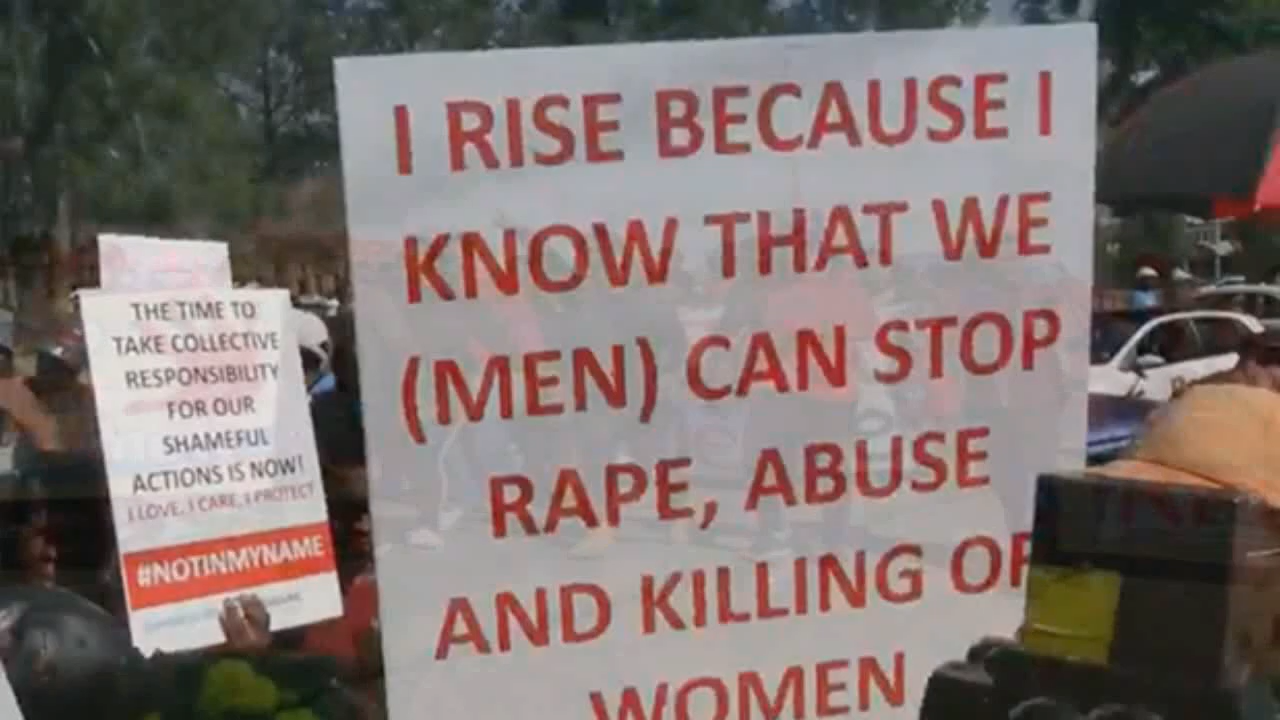 I RISE BECAUSE I
KNOW THAT WE
(MEN) CAN STOP
RAPE, ABUSE
AND KILLING OF
WOMEN
THE TIME TO
TAKE COLLECTIVE
RESPONSIBILITY
FOR OUR
SHAMEFUL
ACTIONS IS NOW!
I LOVE, I CARE, I PROTECT
#NOTINMYNAME